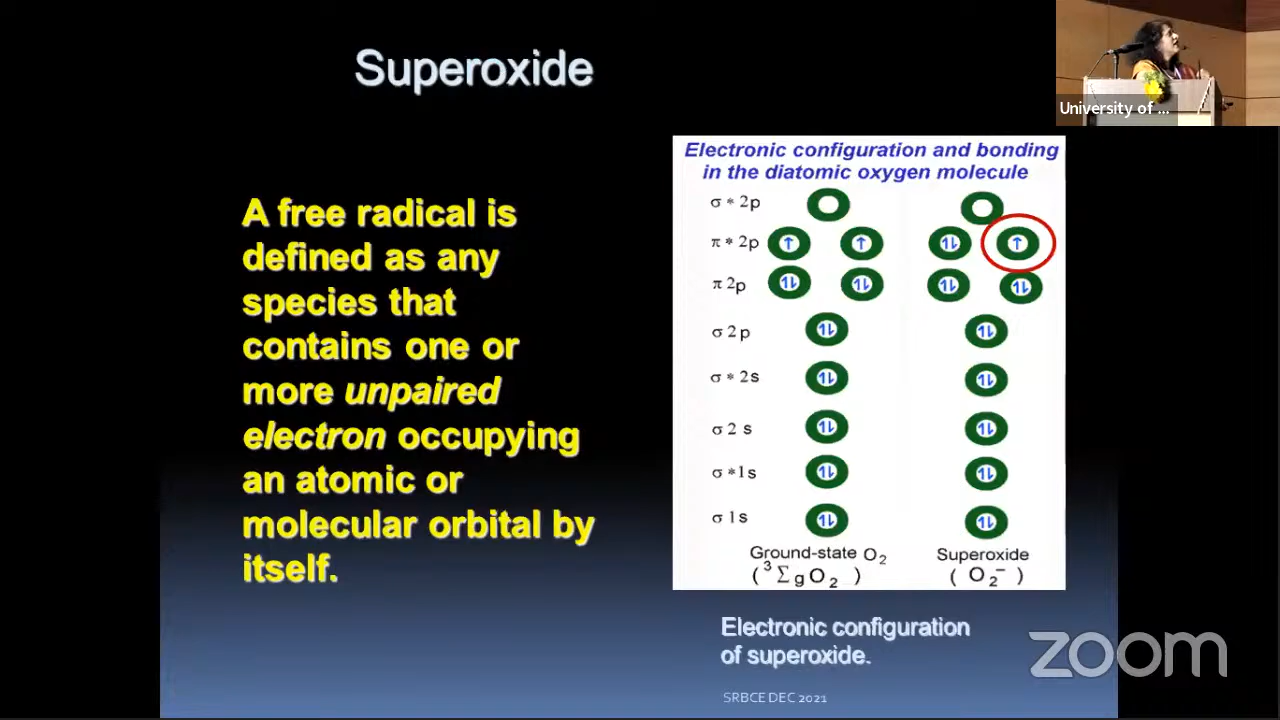 Superoxide
University of ...
A free radical is
defined as any
species that
contains one or
more unpaired
electron occupying
an atomic or
molecular orbital by
itself.
Electronic configuration and bonding
in the diatomic oxygen molecule
σ * 2p
π * 2p
π 2p
σ 2p
σ * 2s
σ 2 s
σ *1s
σ 1s
Ground-state O₂
(³ΣgO₂ )
Superoxide
( O₂⁻ )
Electronic configuration
of superoxide.
SRBCE DEC 2021
zoom